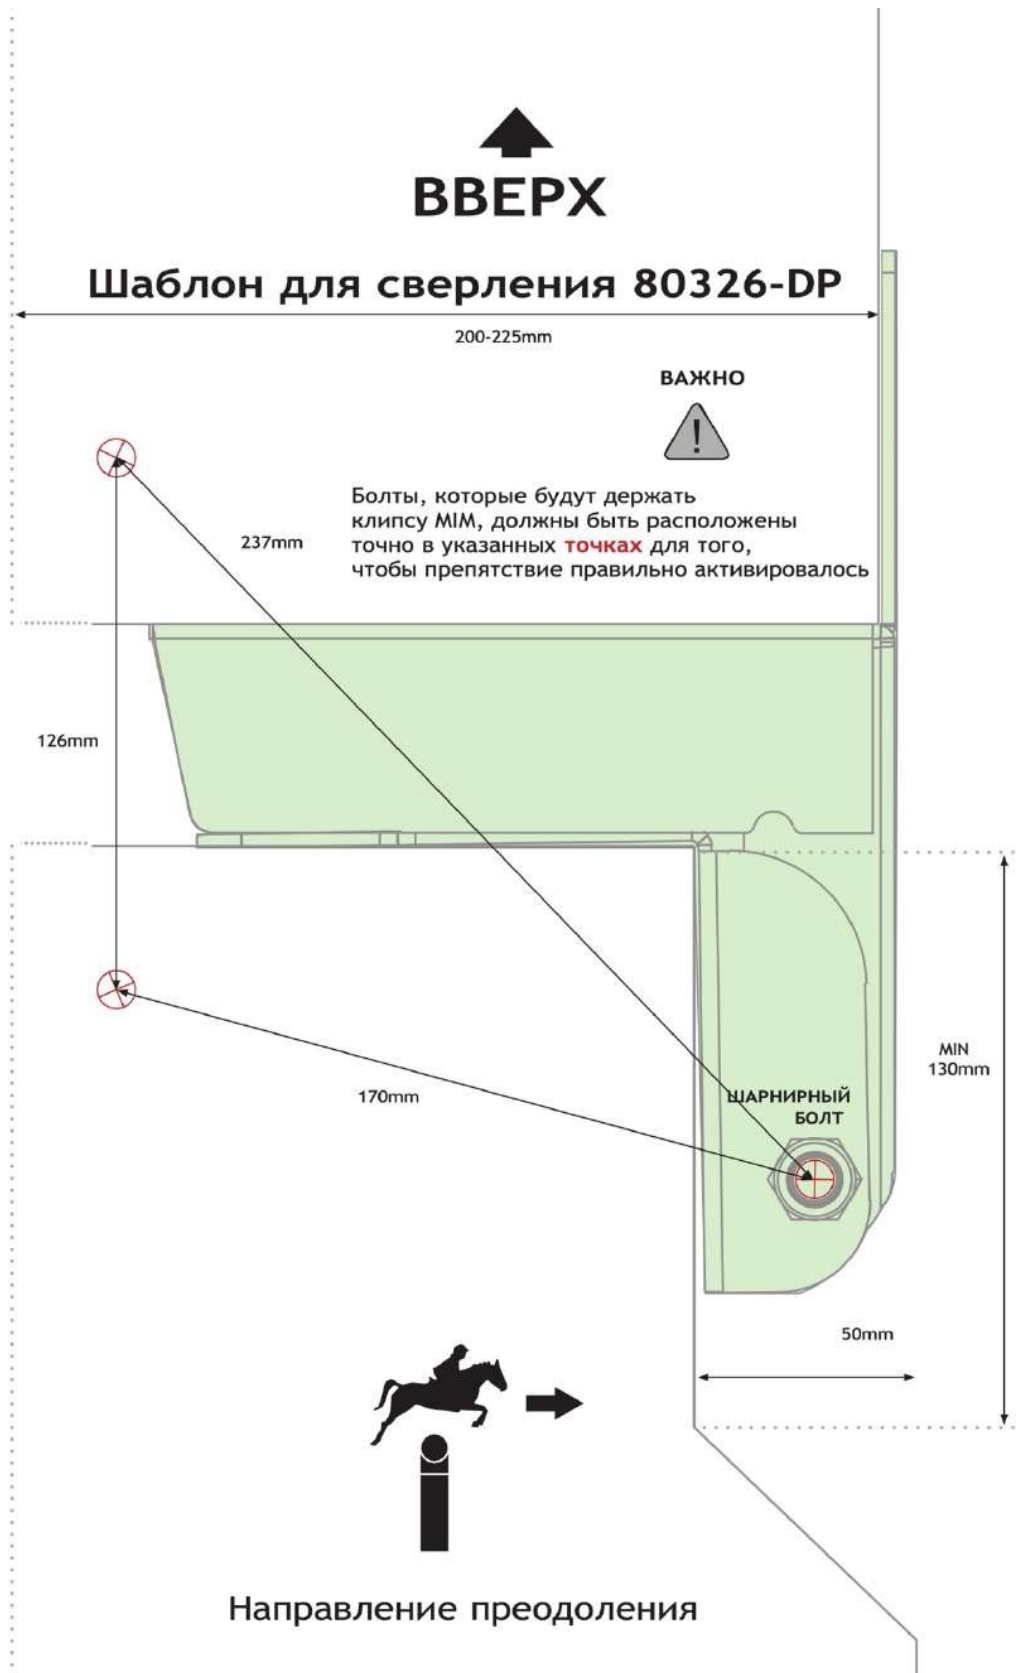 ВВЕРХ
Шаблон для сверления 80326-DP
200-225mm
ВАЖНО
!
Болты, которые будут держать
клипсу MIM, должны быть расположены
точно в указанных точках для того,
чтобы препятствие правильно активировалось
237mm
126mm
MIN
130mm
170mm
ШАРНИРНЫЙ
БОЛТ
50mm
Направление преодоления